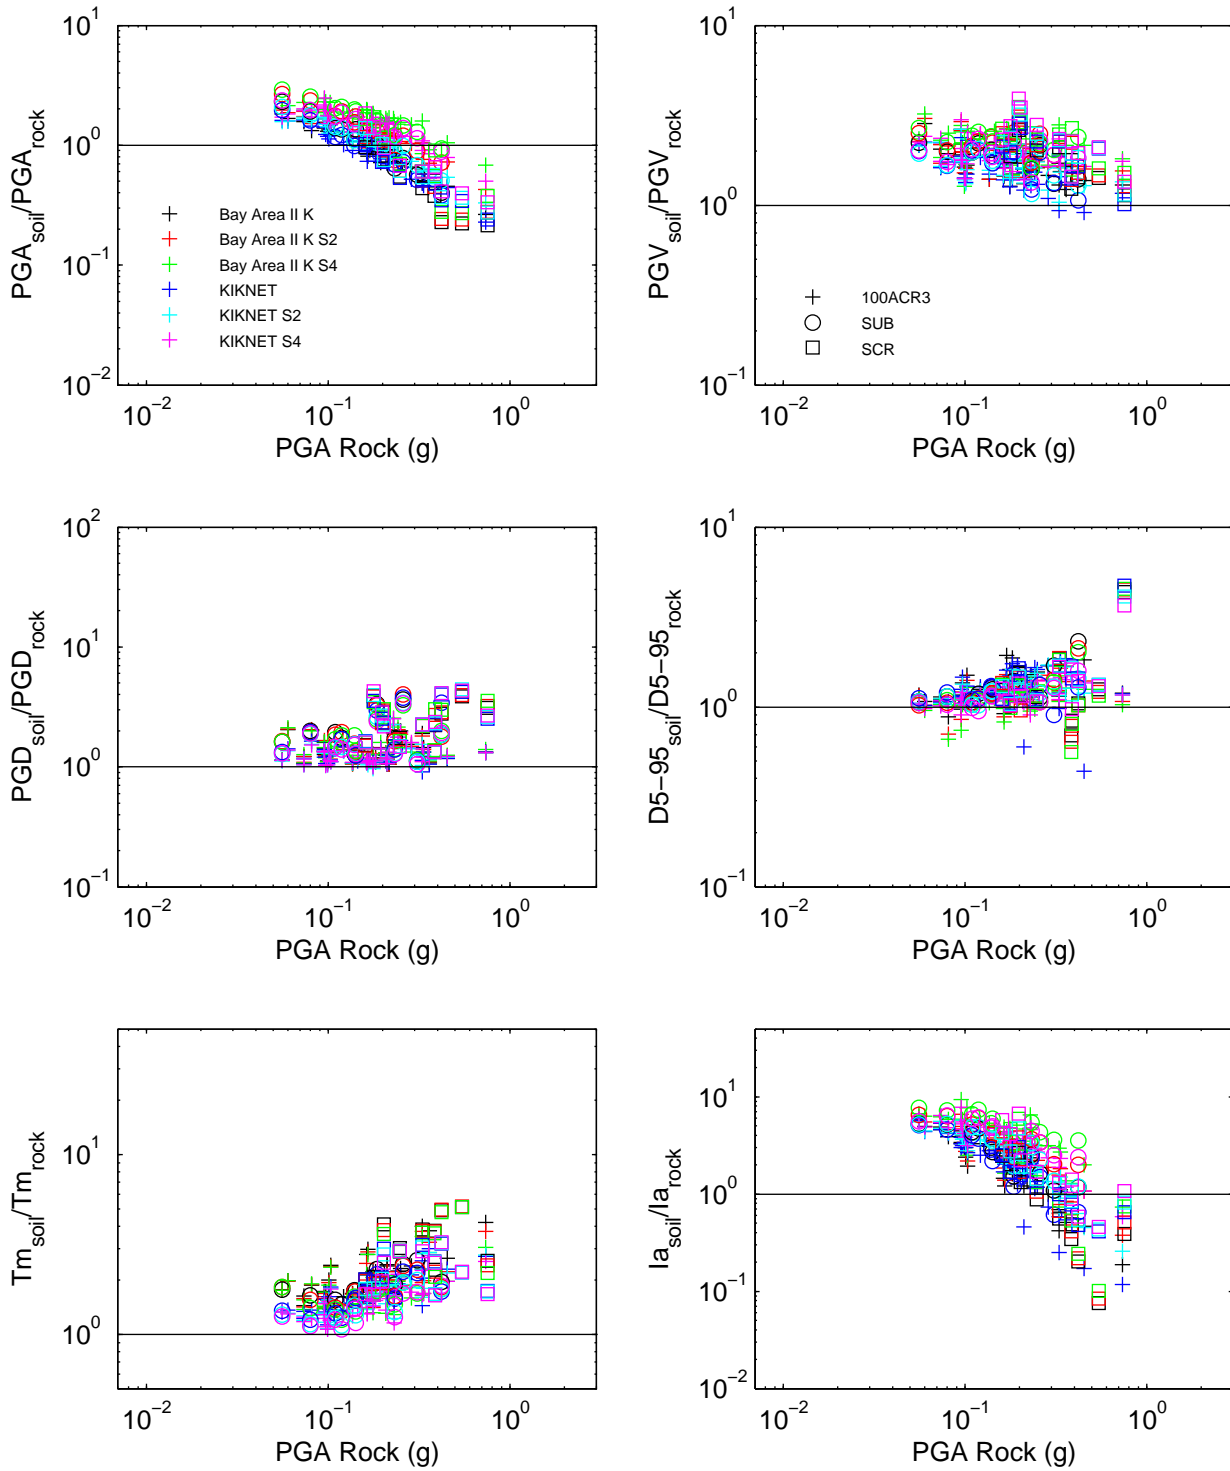 10^1
10^0
10^−1
10^−2
PGA_soil/PGA_rock
Bay Area II K
Bay Area II K S2
Bay Area II K S4
KIKNET
KIKNET S2
KIKNET S4
10^−2 10^−1 10^0
PGA Rock (g)
10^1
10^0
10^−1
PGV_soil/PGV_rock
100ACR3
SUB
SCR
10^−2 10^−1 10^0
PGA Rock (g)
10^2
10^1
10^0
10^−1
PGD_soil/PGD_rock
10^−2 10^−1 10^0
PGA Rock (g)
10^1
10^0
10^−1
D5−95_soil/D5−95_rock
10^−2 10^−1 10^0
PGA Rock (g)
10^1
10^0
Tm_soil/Tm_rock
10^−2 10^−1 10^0
PGA Rock (g)
10^1
10^0
10^−1
10^−2
Ia_soil/Ia_rock
10^−2 10^−1 10^0
PGA Rock (g)